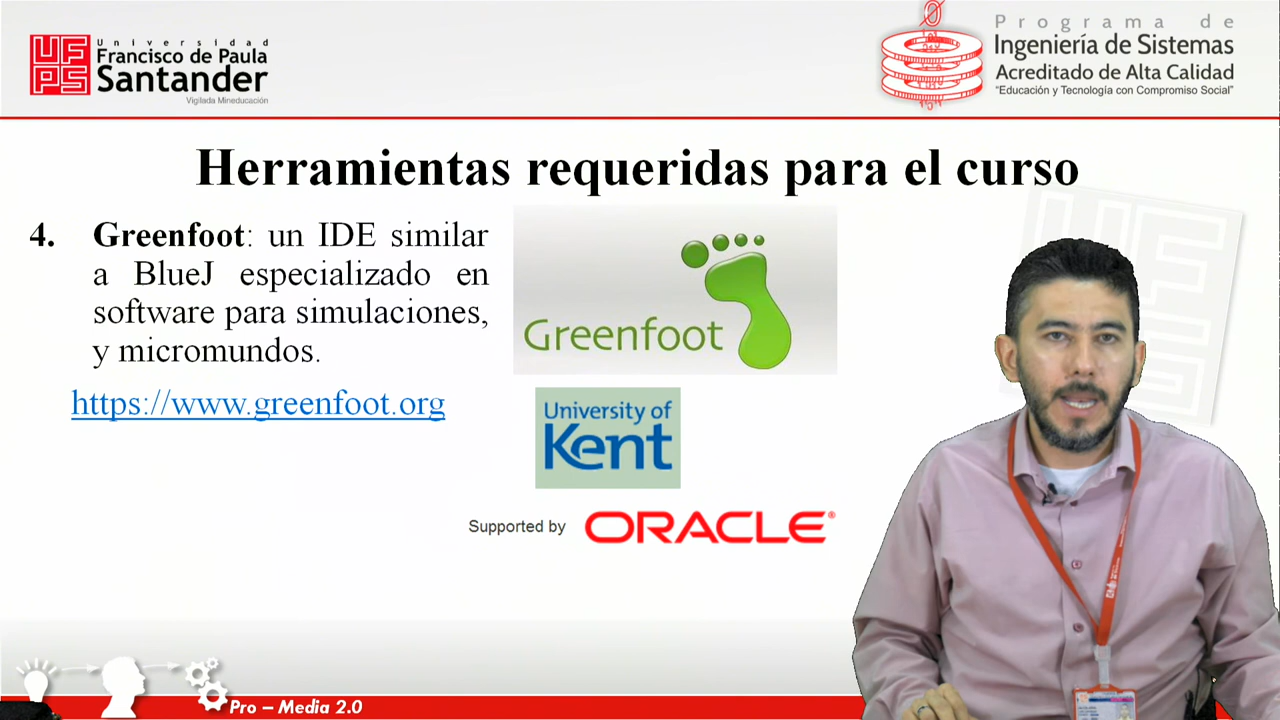 UFPS
Universidad
Francisco de Paula
Santander
Vigilada Mineducación
Programa de
Ingeniería de Sistemas
Acreditado de Alta Calidad
"Educación y Tecnología con Compromiso Social"
Herramientas requeridas para el curso
4. Greenfoot: un IDE similar
a BlueJ especializado en
software para simulaciones,
y micromundos.
https://www.greenfoot.org
Greenfoot
University of
Kent
Supported by ORACLE®
Pro – Media 2.0